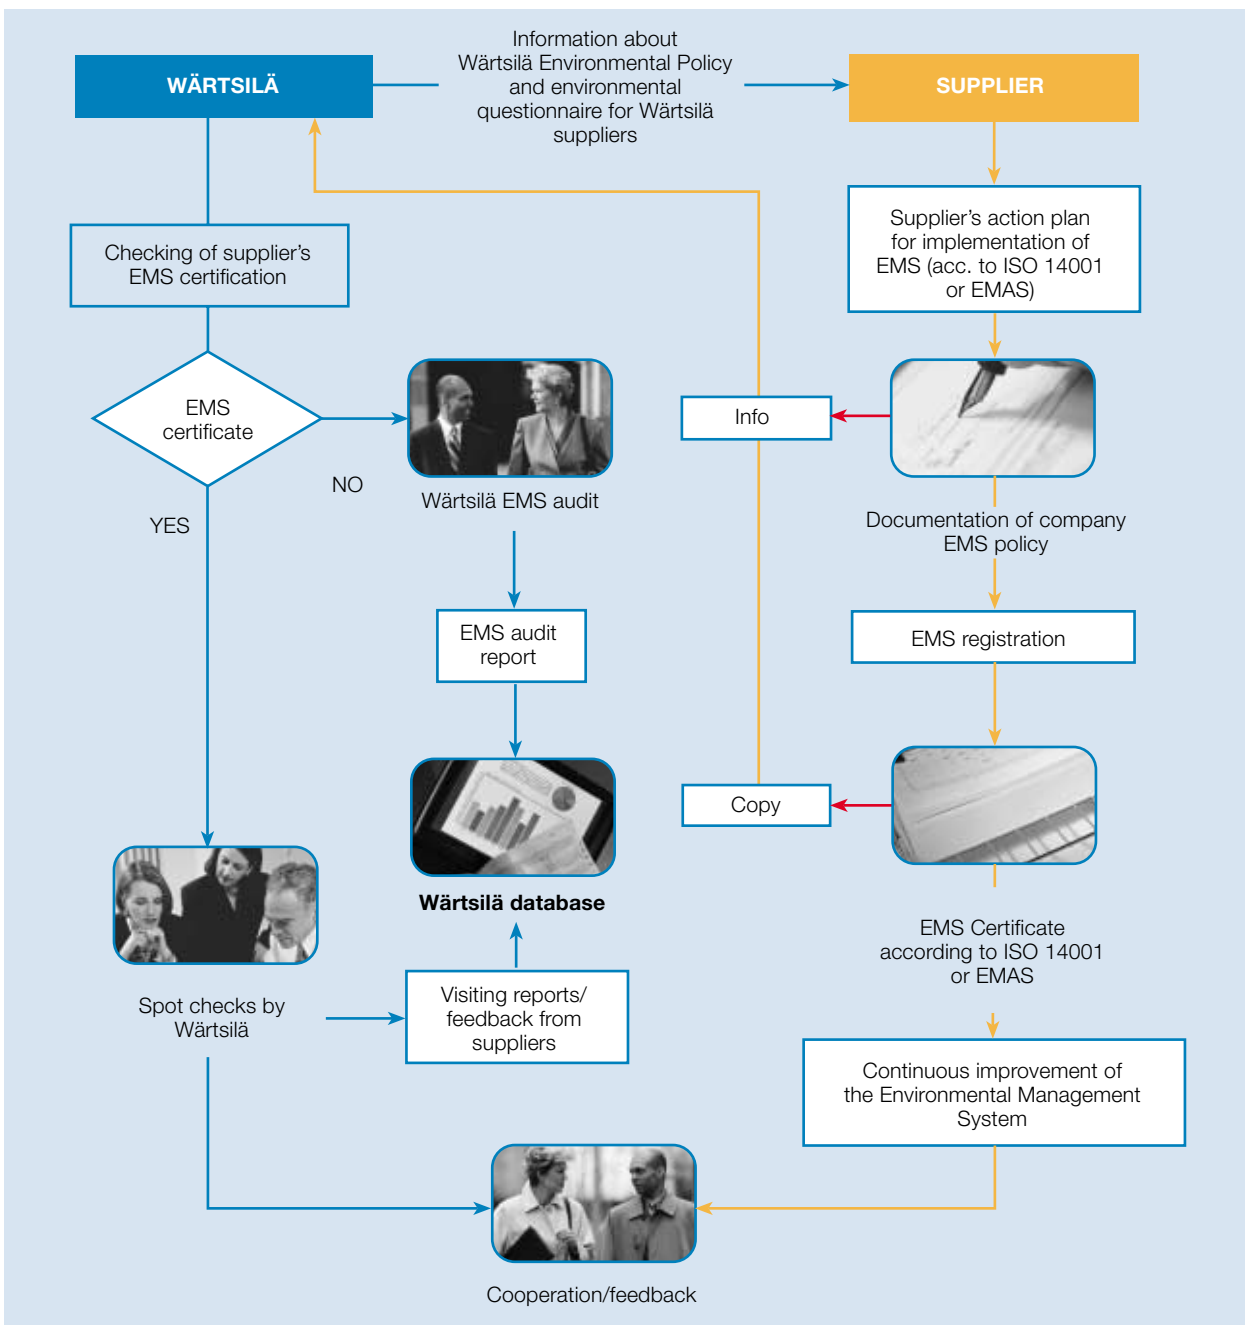 Information about
Wärtsilä Environmental Policy
and environmental
questionnaire for Wärtsilä
suppliers
WÄRTSILÄ
SUPPLIER
Checking of supplier’s
EMS certification
Supplier’s action plan
for implementation of
EMS (acc. to ISO 14001
or EMAS)
EMS
certificate
Info
NO
Wärtsilä EMS audit
YES
Documentation of company
EMS policy
EMS audit
report
EMS registration
Copy
Wärtsilä database
EMS Certificate
according to ISO 14001
or EMAS
Spot checks by
Wärtsilä
Visiting reports/
feedback from
suppliers
Continuous improvement of
the Environmental Management
System
Cooperation/feedback